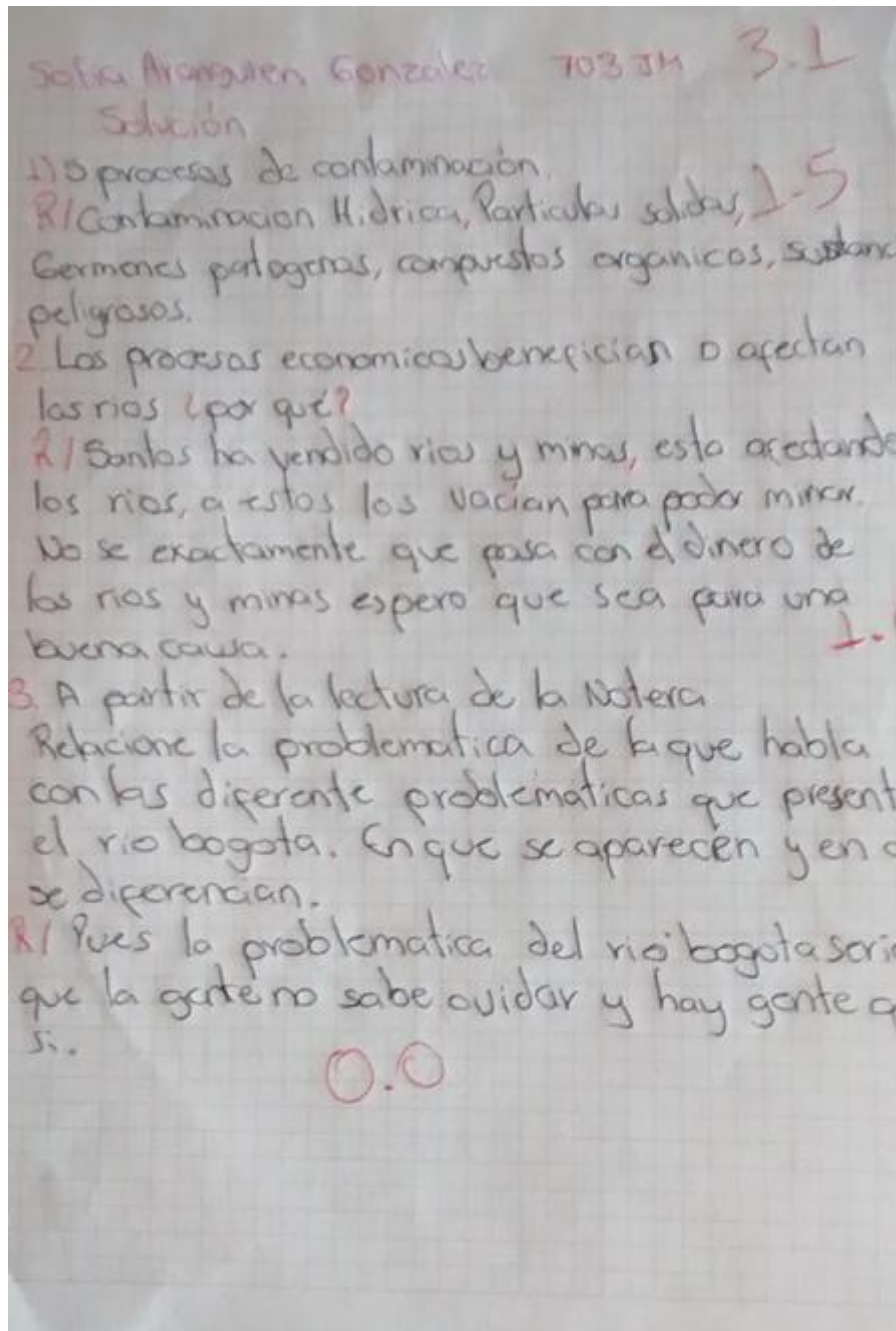 Sofia Aranguren Gonzalez 703 JM 3.1
Solución
1) 5 procesos de contaminación.
R/ Contaminacion Hidrica, Particulas solidas, 1.5
Germenes patogenos, compuestos organicos, sustanc
peligrosos.
2 Los procesos economicos benefician o afectan
los rios ¿por qué?
R/ Santos ha vendido rios y minas, esta afectando
los rios, a estos los vacian para poder minar.
No se exactamente que pasa con el dinero de
los rios y minas espero que sea para una
buena causa. 1.
3. A partir de la lectura de la
Relacione la problematica de la que habla
con las diferente problématicas que present
el rio bogota. En que se aparecen y en
se diferencian.
R/ Pues la problematica del rio bogota seri
que la gente no sabe cuidar y hay gente q
si.
0.0